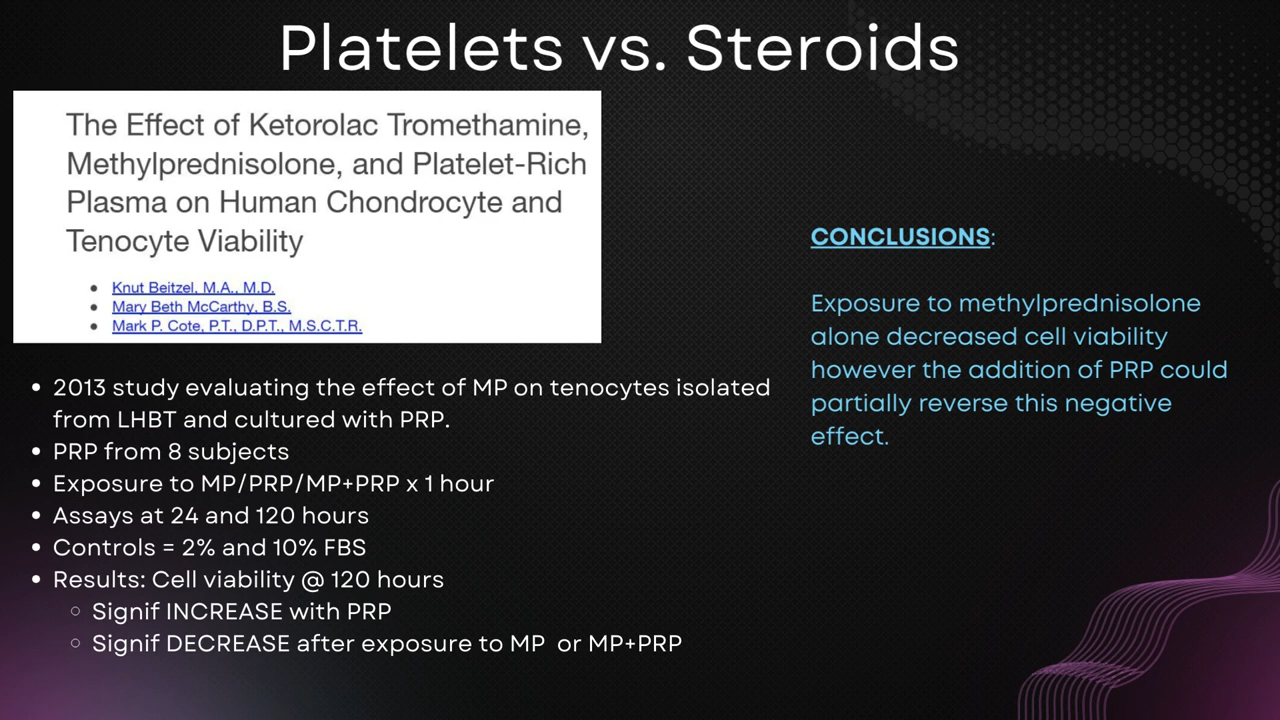 Platelets vs. Steroids
The Effect of Ketorolac Tromethamine,
Methylprednisolone, and Platelet-Rich
Plasma on Human Chondrocyte and
Tenocyte Viability
• Knut Beitzel, M.A., M.D.
• Mary Beth McCarthy, B.S.
• Mark P. Cote, P.T., D.P.T., M.S.C.T.R.
• 2013 study evaluating the effect of MP on tenocytes isolated
from LHBT and cultured with PRP.
• PRP from 8 subjects
• Exposure to MP/PRP/MP+PRP x 1 hour
• Assays at 24 and 120 hours
• Controls = 2% and 10% FBS
• Results: Cell viability @ 120 hours
○ Signif INCREASE with PRP
○ Signif DECREASE after exposure to MP or MP+PRP
CONCLUSIONS:
Exposure to methylprednisolone
alone decreased cell viability
however the addition of PRP could
partially reverse this negative
effect.